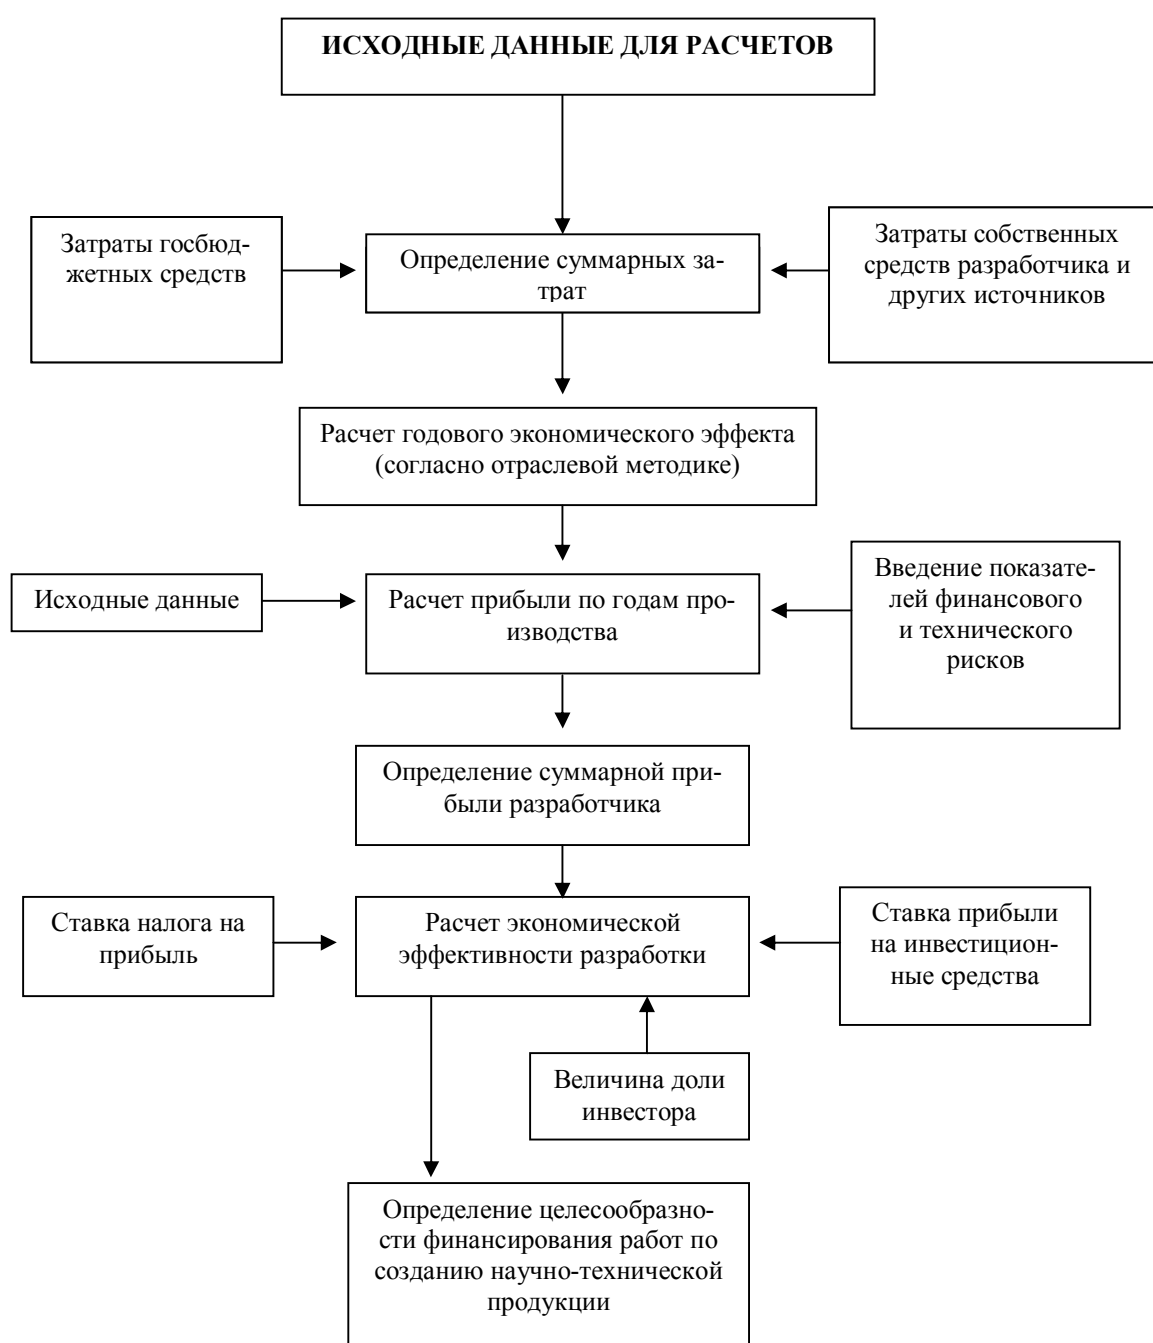 ИСХОДНЫЕ ДАННЫЕ ДЛЯ РАСЧЕТОВ
Затраты госбюд-
жетных средств
Определение суммарных за-
трат
Затраты собственных
средств разработчика и
других источников
Расчет годового экономического эффекта
(согласно отраслевой методике)
Исходные данные
Расчет прибыли по годам про-
изводства
Введение показате-
лей финансового
и технического
рисков
Определение суммарной при-
были разработчика
Ставка налога на
прибыль
Расчет экономической
эффективности разработки
Ставка прибыли
на инвестицион-
ные средства
Величина доли
инвестора
Определение целесообразно-
сти финансирования работ по
созданию научно-технической
продукции